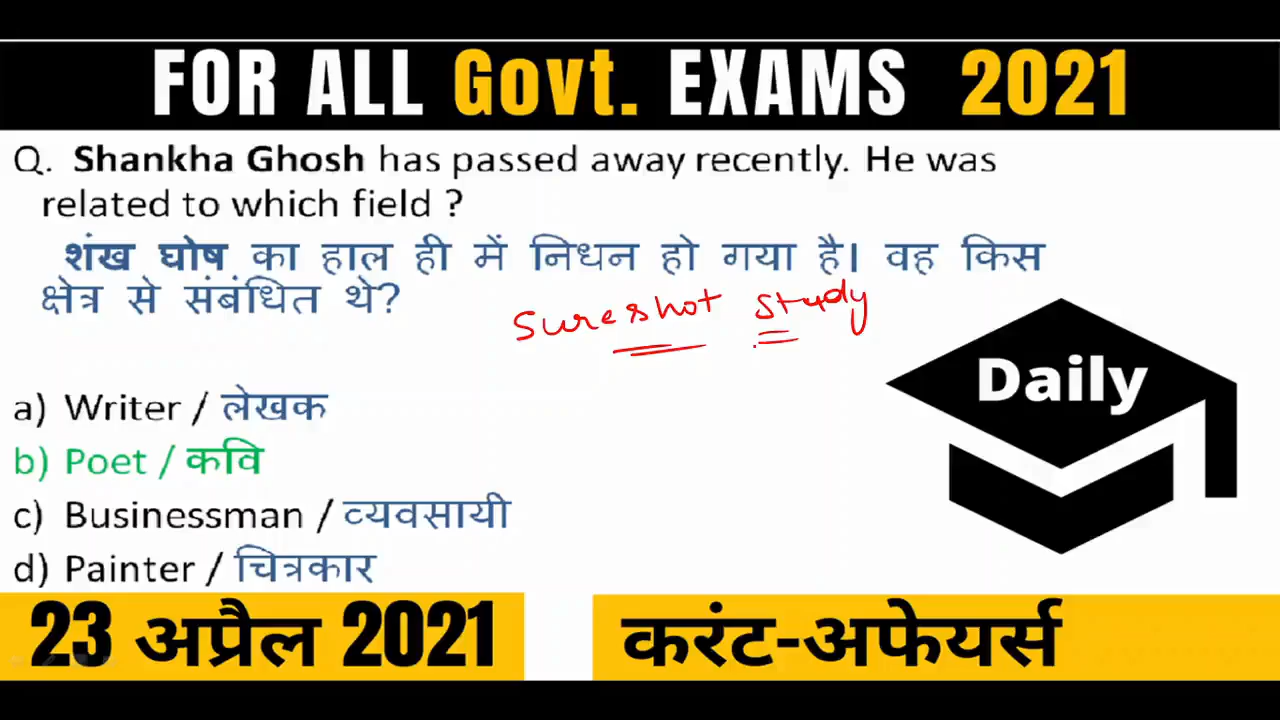 FOR ALL Govt. EXAMS 2021
Q. Shankha Ghosh has passed away recently. He was
related to which field ?
शंख घोष का हाल ही में निधन हो गया है। वह किस
क्षेत्र से संबंधित थे?
Sureshot study
Daily
a) Writer / लेखक
b) Poet / कवि
c) Businessman / व्यवसायी
d) Painter / चित्रकार
23 अप्रैल 2021
करंट-अफेयर्स